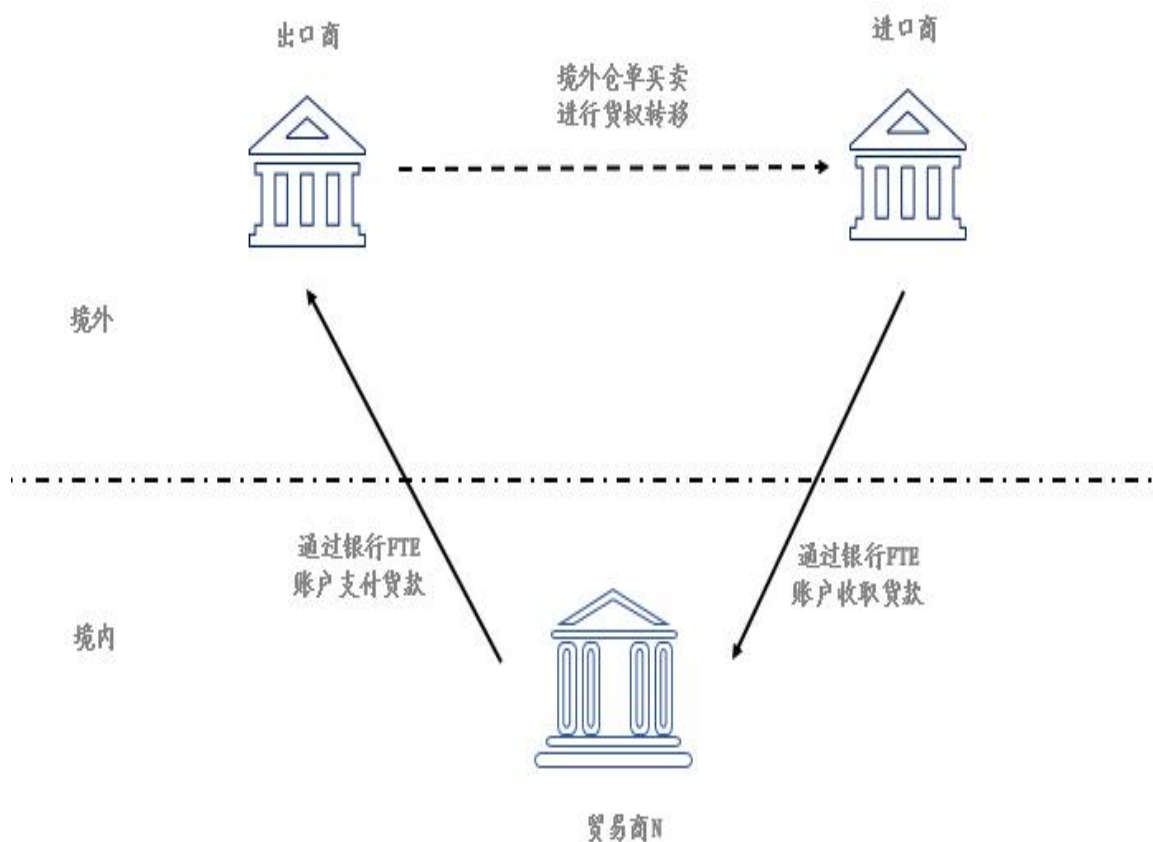 出口商
进口商
境外仓单买卖
进行货权转移
境外
通过银行FTE
账户支付货款
通过银行FTE
账户收取货款
境内
贸易商N